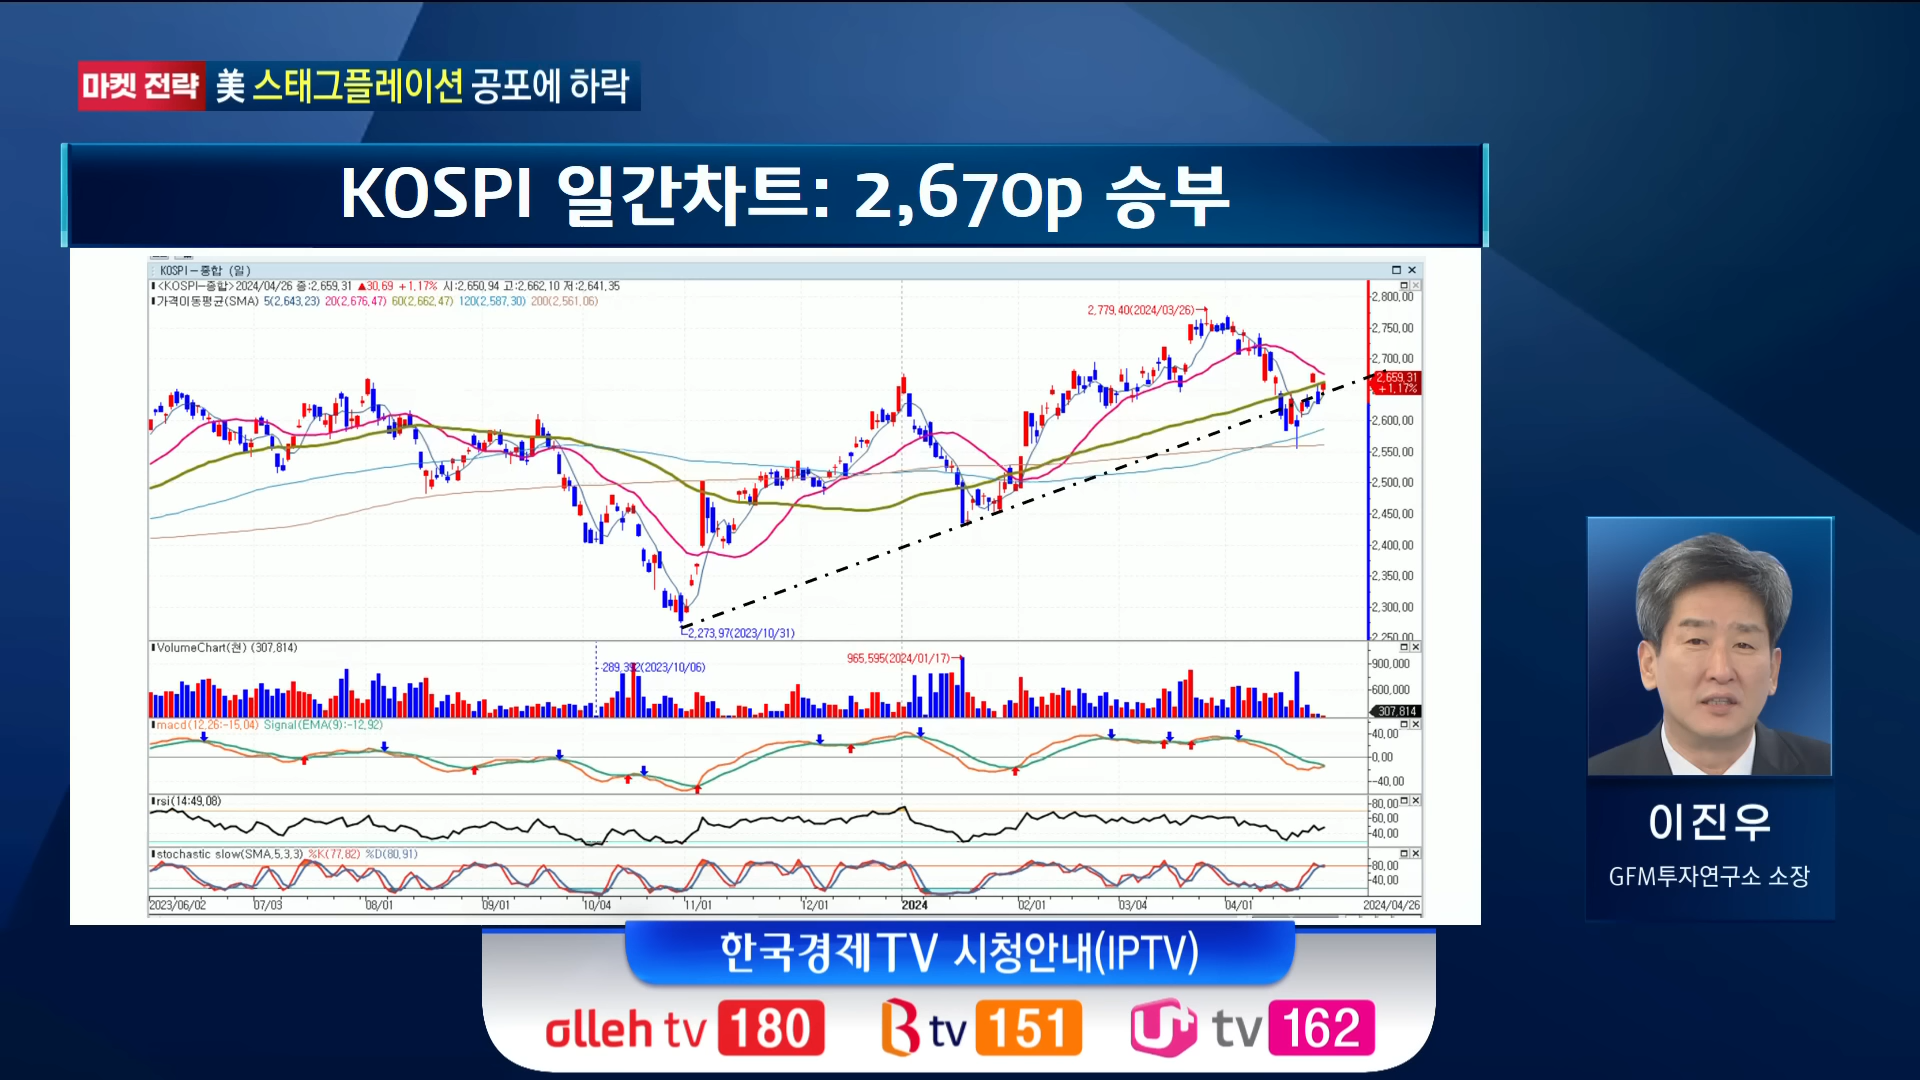 마켓 전략 美 스태그플레이션 공포에 하락
KOSPI 일간차트: 2,670p 승부
KOSPI-종합 (일)
<KOSPI-종합>2024/04/26 종:2,659,31 ▲30,69 +1,17% 시:2,650,94 고:2,662,10 저:2,641,35
가격이동평균(SMA) 5(2,643,23) 20(2,676,47) 60(2,662,47) 120(2,587,30) 200(2,561,06)
2,779,40(2024/03/26)
2,800,00
2,750,00
2,700,00
2,659,31
+1,17%
2,600,00
2,550,00
2,500,00
2,450,00
2,400,00
2,350,00
2,300,00
2,250,00
2,273,97(2023/10/31)
VolumeChart(천) (307,814)
289,392(2023/10/06)
965,595(2024/01/17)
900,000
600,000
307,814
macd(12,26:-15,04) Signal(EMA(9):-12,92)
40,00
0,00
-40,00
rsi(14:49,08)
80,00
60,00
40,00
stochastic slow(SMA,5,3,3) %K(77,82) %D(80,91)
80,00
40,00
2023/06/02 07/03 08/01 09/01 10/04 11/01 12/01 2024 02/01 03/04 04/01 2024/04/26
이진우
GFM투자연구소 소장
한국경제TV 시청안내(IPTV)
olleh tv 180 B tv 151 U+ tv 162